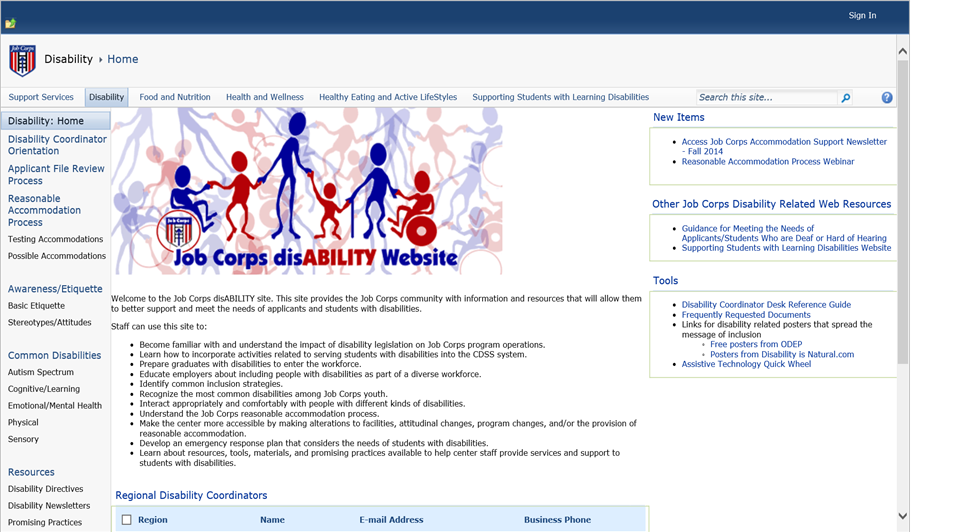 Sign In
Job Corps
Disability Home
Support Services Disability Food and Nutrition Health and Wellness Healthy Eating and Active LifeStyles Supporting Students with Learning Disabilities Search this site...
Disability: Home
Disability Coordinator
Orientation
Applicant File Review
Process
Reasonable
Accommodation
Process
Testing Accommodations
Possible Accommodations
Awareness/Etiquette
Basic Etiquette
Stereotypes/Attitudes
Common Disabilities
Autism Spectrum
Cognitive/Learning
Emotional/Mental Health
Physical
Sensory
Resources
Disability Directives
Disability Newsletters
Promising Practices
Job Corps
Job Corps disABILITY Website
Welcome to the Job Corps disABILITY site. This site provides the Job Corps community with information and resources that will allow them
to better support and meet the needs of applicants and students with disabilities.
Staff can use this site to:
Become familiar with and understand the impact of disability legislation on Job Corps program operations.
Learn how to incorporate activities related to serving students with disabilities into the CDSS system.
Prepare graduates with disabilities to enter the workforce.
Educate employers about including people with disabilities as part of a diverse workforce.
Identify common inclusion strategies.
Recognize the most common disabilities among Job Corps youth.
Interact appropriately and comfortably with people with different kinds of disabilities.
Understand the Job Corps reasonable accommodation process.
Make the center more accessible by making alterations to facilities, attitudinal changes, program changes, and/or the provision of
reasonable accommodation.
Develop an emergency response plan that considers the needs of students with disabilities.
Learn about resources, tools, materials, and promising practices available to help center staff provide services and support to
students with disabilities.
Regional Disability Coordinators
Region Name E-mail Address Business Phone
New Items
Access Job Corps Accommodation Support Newsletter
- Fall 2014
Reasonable Accommodation Process Webinar
Other Job Corps Disability Related Web Resources
Guidance for Meeting the Needs of
Applicants/Students Who are Deaf or Hard of Hearing
Supporting Students with Learning Disabilities Website
Tools
Disability Coordinator Desk Reference Guide
Frequently Requested Documents
Links for disability related posters that spread the
message of inclusion
Free posters from ODEP
Posters from Disability is Natural.com
Assistive Technology Quick Wheel